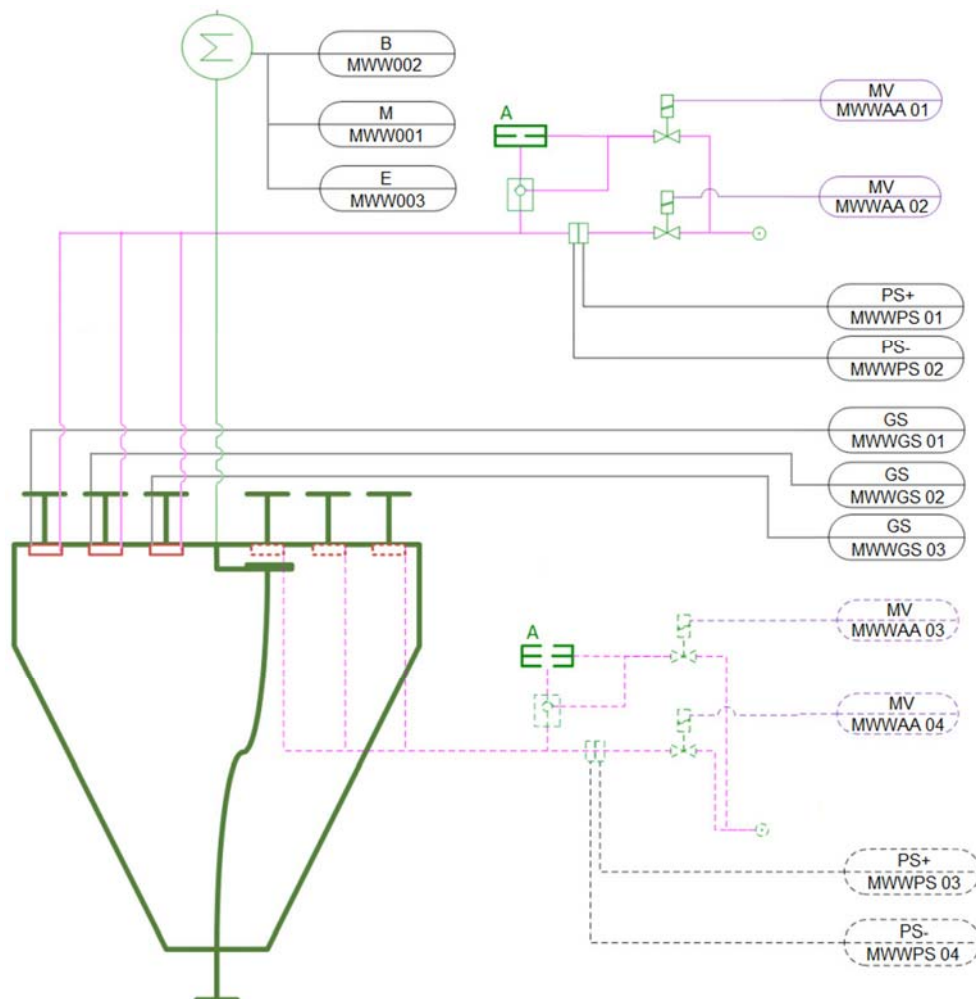 B
MWW002
M
MWW001
E
MWW003
A
MV
MWWAA 01
MV
MWWAA 02
PS+
MWWPS 01
PS-
MWWPS 02
GS
MWWGS 01
GS
MWWGS 02
GS
MWWGS 03
A
MV
MWWAA 03
MV
MWWAA 04
PS+
MWWPS 03
PS-
MWWPS 04